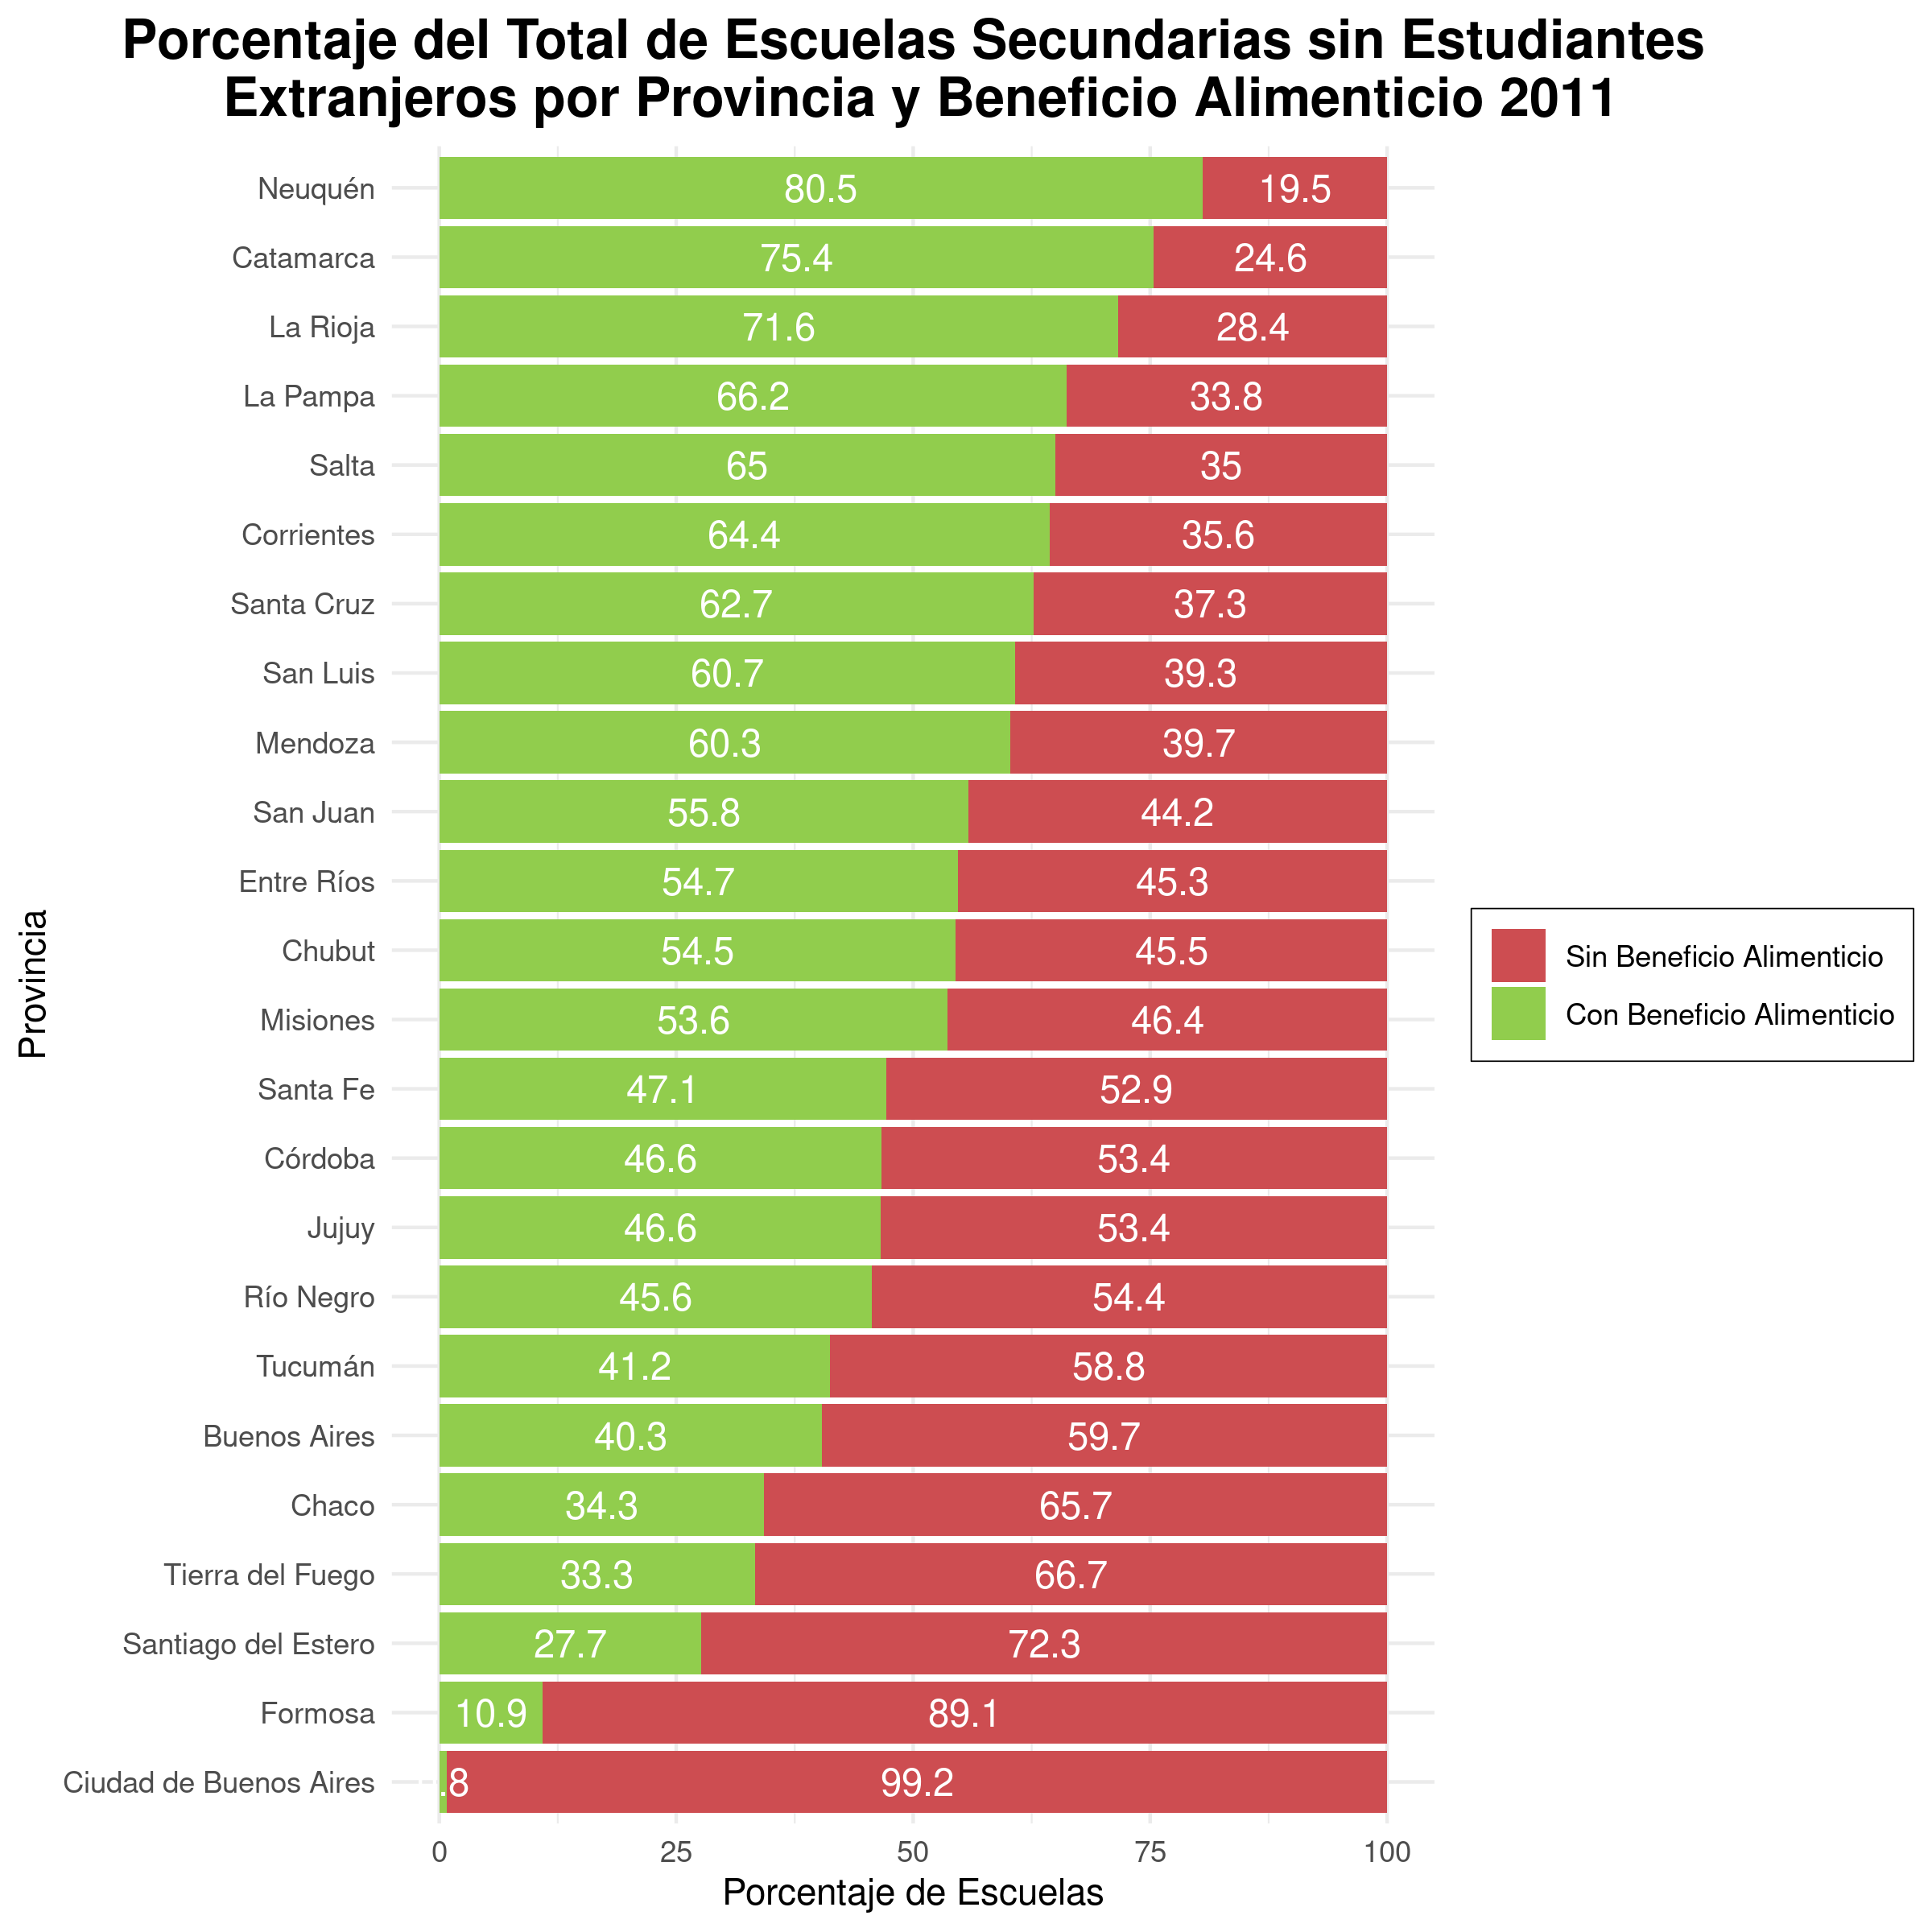 Porcentaje del Total de Escuelas Secundarias sin Estudiantes
Extranjeros por Provincia y Beneficio Alimenticio 2011
Provincia
Neuquén 80.5 19.5
Catamarca 75.4 24.6
La Rioja 71.6 28.4
La Pampa 66.2 33.8
Salta 65 35
Corrientes 64.4 35.6
Santa Cruz 62.7 37.3
San Luis 60.7 39.3
Mendoza 60.3 39.7
San Juan 55.8 44.2
Entre Ríos 54.7 45.3
Chubut 54.5 45.5
Misiones 53.6 46.4
Santa Fe 47.1 52.9
Córdoba 46.6 53.4
Jujuy 46.6 53.4
Río Negro 45.6 54.4
Tucumán 41.2 58.8
Buenos Aires 40.3 59.7
Chaco 34.3 65.7
Tierra del Fuego 33.3 66.7
Santiago del Estero 27.7 72.3
Formosa 10.9 89.1
Ciudad de Buenos Aires .8 99.2
0 25 50 75 100
Porcentaje de Escuelas
Sin Beneficio Alimenticio
Con Beneficio Alimenticio